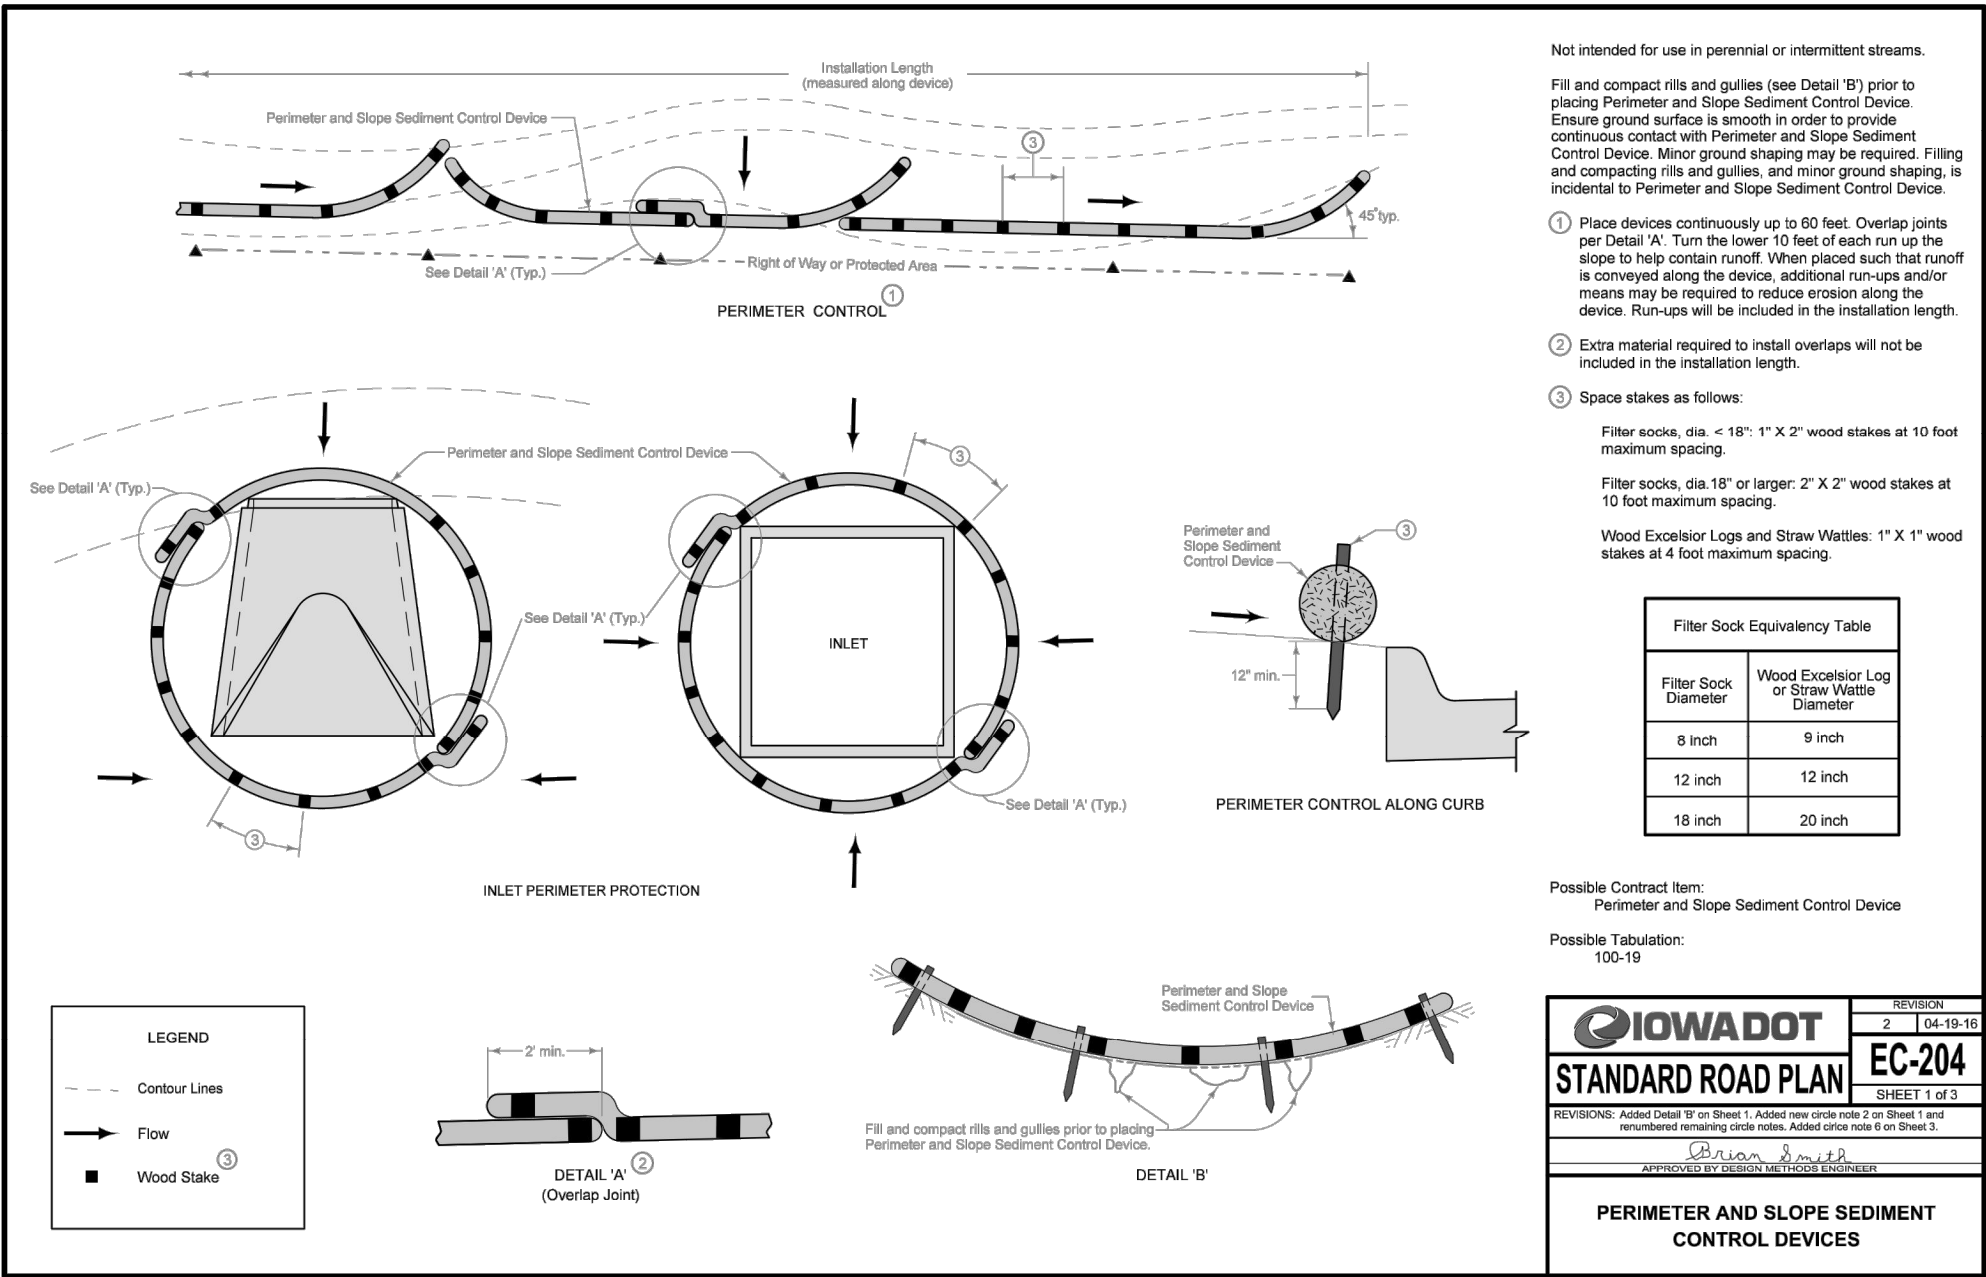 Installation Length
(measured along device)
Perimeter and Slope Sediment Control Device
3
45° typ.
See Detail 'A' (Typ.)
Right of Way or Protected Area
PERIMETER CONTROL
1
See Detail 'A' (Typ.)
Perimeter and Slope Sediment Control Device
3
See Detail 'A' (Typ.)
INLET
3
See Detail 'A' (Typ.)
INLET PERIMETER PROTECTION
Perimeter and
Slope Sediment
Control Device
3
12" min.
PERIMETER CONTROL ALONG CURB
LEGEND
Contour Lines
Flow
Wood Stake
3
2' min.
DETAIL 'A'
2
(Overlap Joint)
Perimeter and Slope
Sediment Control Device
Fill and compact rills and gullies prior to placing
Perimeter and Slope Sediment Control Device.
DETAIL 'B'
Not intended for use in perennial or intermittent streams.
Fill and compact rills and gullies (see Detail 'B') prior to
placing Perimeter and Slope Sediment Control Device.
Ensure ground surface is smooth in order to provide
continuous contact with Perimeter and Slope Sediment
Control Device. Minor ground shaping may be required. Filling
and compacting rills and gullies, and minor ground shaping, is
incidental to Perimeter and Slope Sediment Control Device.
1 Place devices continuously up to 60 feet. Overlap joints
per Detail 'A'. Turn the lower 10 feet of each run up the
slope to help contain runoff. When placed such that runoff
is conveyed along the device, additional run-ups and/or
means may be required to reduce erosion along the
device. Run-ups will be included in the installation length.
2 Extra material required to install overlaps will not be
included in the installation length.
3 Space stakes as follows:
Filter socks, dia. < 18": 1" X 2" wood stakes at 10 foot
maximum spacing.
Filter socks, dia.18" or larger: 2" X 2" wood stakes at
10 foot maximum spacing.
Wood Excelsior Logs and Straw Wattles: 1" X 1" wood
stakes at 4 foot maximum spacing.
Filter Sock Equivalency Table
Filter Sock
Diameter
Wood Excelsior Log
or Straw Wattle
Diameter
8 inch 9 inch
12 inch 12 inch
18 inch 20 inch
Possible Contract Item:
Perimeter and Slope Sediment Control Device
Possible Tabulation:
100-19
IOWADOT
REVISION
2 04-19-16
STANDARD ROAD PLAN
EC-204
SHEET 1 of 3
REVISIONS: Added Detail 'B' on Sheet 1. Added new circle note 2 on Sheet 1 and
renumbered remaining circle notes. Added cirlce note 6 on Sheet 3.
Brian Smith
APPROVED BY DESIGN METHODS ENGINEER
PERIMETER AND SLOPE SEDIMENT
CONTROL DEVICES